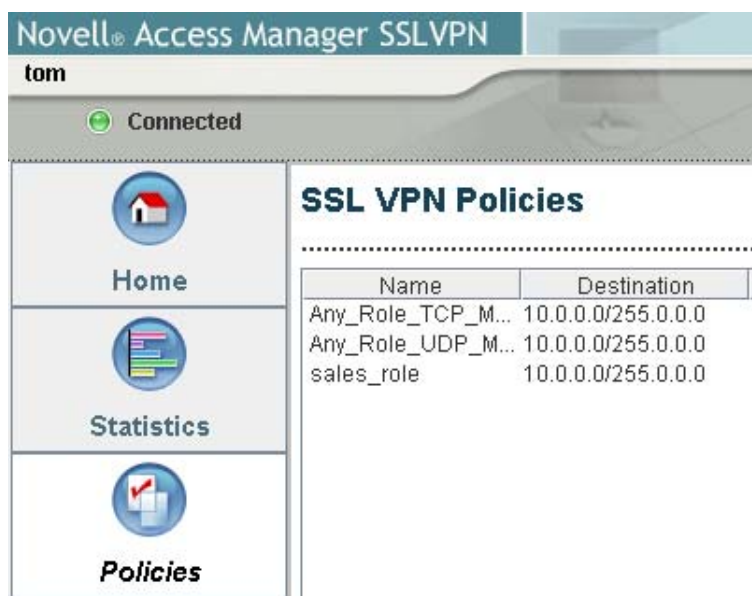 Novell® Access Manager SSLVPN
tom
Connected
Home
Statistics
Policies
SSL VPN Policies
Name Destination
Any_Role_TCP_M... 10.0.0.0/255.0.0.0
Any_Role_UDP_M... 10.0.0.0/255.0.0.0
sales_role 10.0.0.0/255.0.0.0